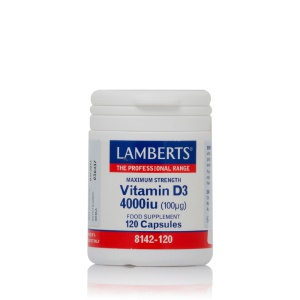 LAMBERTS®
THE PROFESSIONAL RANGE
MAXIMUM STRENGTH
Vitamin D3
4000iu (100µg)
FOOD SUPPLEMENT
120 Capsules
8142-120